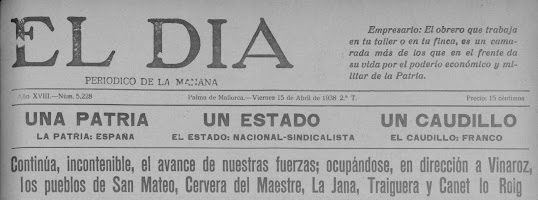 EL DIA
PERIODICO DE LA MAÑANA
Empresario: El obrero que trabaja
en tu taller o en tu finca, es un cama-
rada más de los que en el frente da
su vida por el poderío económico y mi-
litar de la Patria.
Año XVIII.—Núm. 5.228
Palma de Mallorca.—Viernes 15 de Abril de 1938 2.º T.
Precio: 15 céntimos
UNA PATRIA
LA PATRIA: ESPAÑA
UN ESTADO
EL ESTADO: NACIONAL-SINDICALISTA
UN CAUDILLO
EL CAUDILLO: FRANCO
Continúa, incontenible, el avance de nuestras fuerzas; ocupándose, en dirección a Vinaroz,
los pueblos de San Mateo, Cervera del Maestre, La Jana, Traiguera y Canet lo Roig